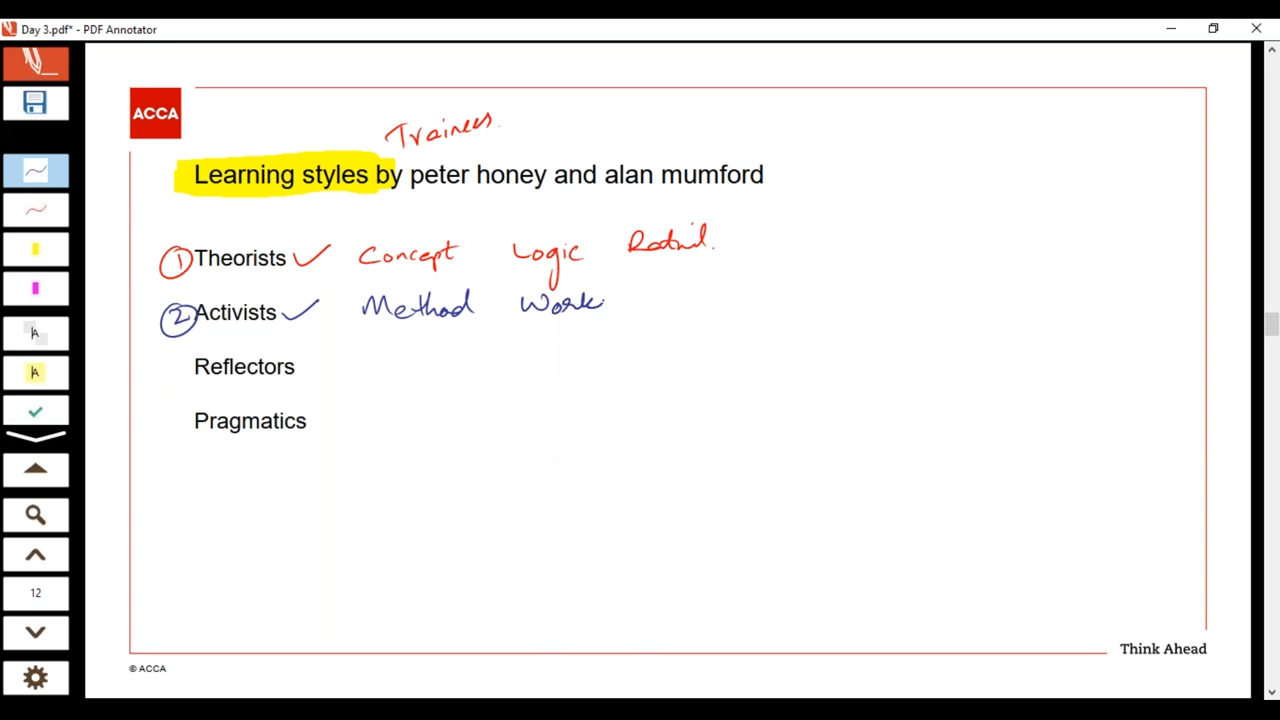 Day 3.pdf* - PDF Annotator
ACCA
Trainees
Learning styles by peter honey and alan mumford
① Theorists ✓ Concept Logic
② Activists ✓ Method Work
Reflectors
Pragmatics
12
Think Ahead
© ACCA